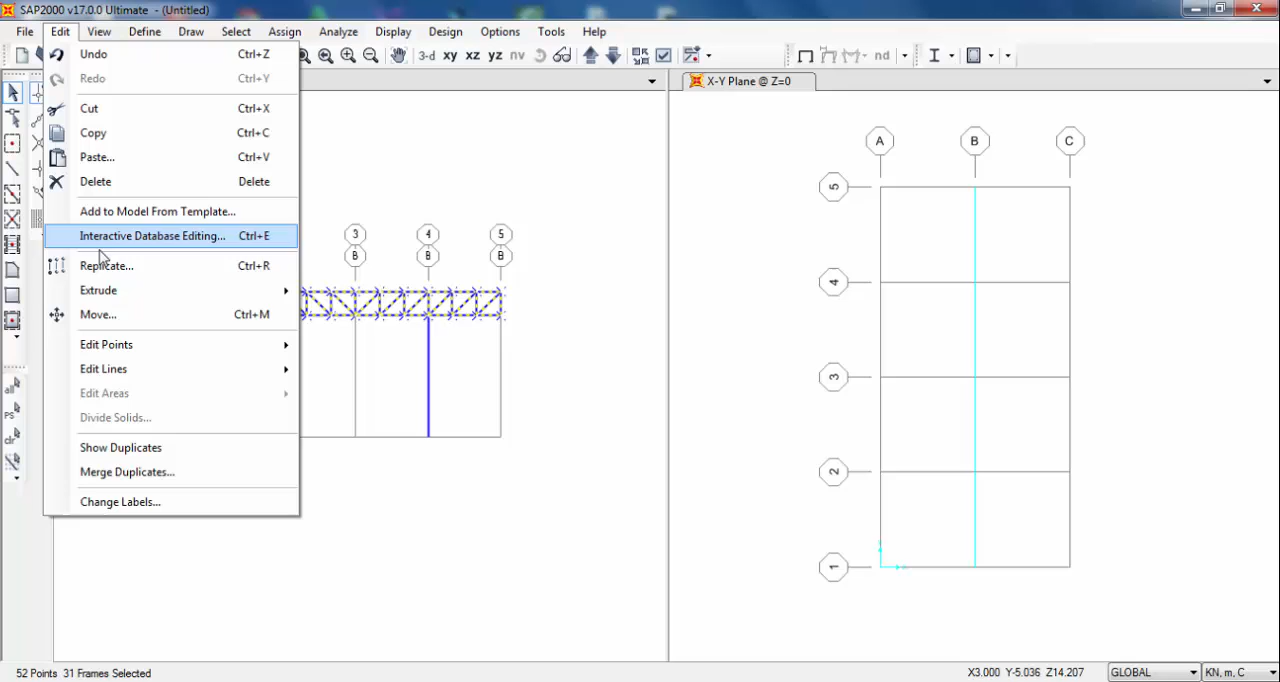 SAP2000 v17.0.0 Ultimate - (Untitled)
File Edit View Define Draw Select Assign Analyze Display Design Options Tools Help
Undo Ctrl+Z
Redo Ctrl+Y
Cut Ctrl+X
Copy Ctrl+C
Paste... Ctrl+V
Delete Delete
Add to Model From Template...
Interactive Database Editing... Ctrl+E
Replicate... Ctrl+R
Extrude
Move... Ctrl+M
Edit Points
Edit Lines
Edit Areas
Divide Solids...
Show Duplicates
Merge Duplicates...
Change Labels...
3-d xy xz yz nv
nd
all
PS
clr
3 4 5
B B B
X-Y Plane @ Z=0
A B C
5
4
3
2
1
52 Points 31 Frames Selected
X3.000 Y-5.036 Z14.207
GLOBAL
KN, m, C